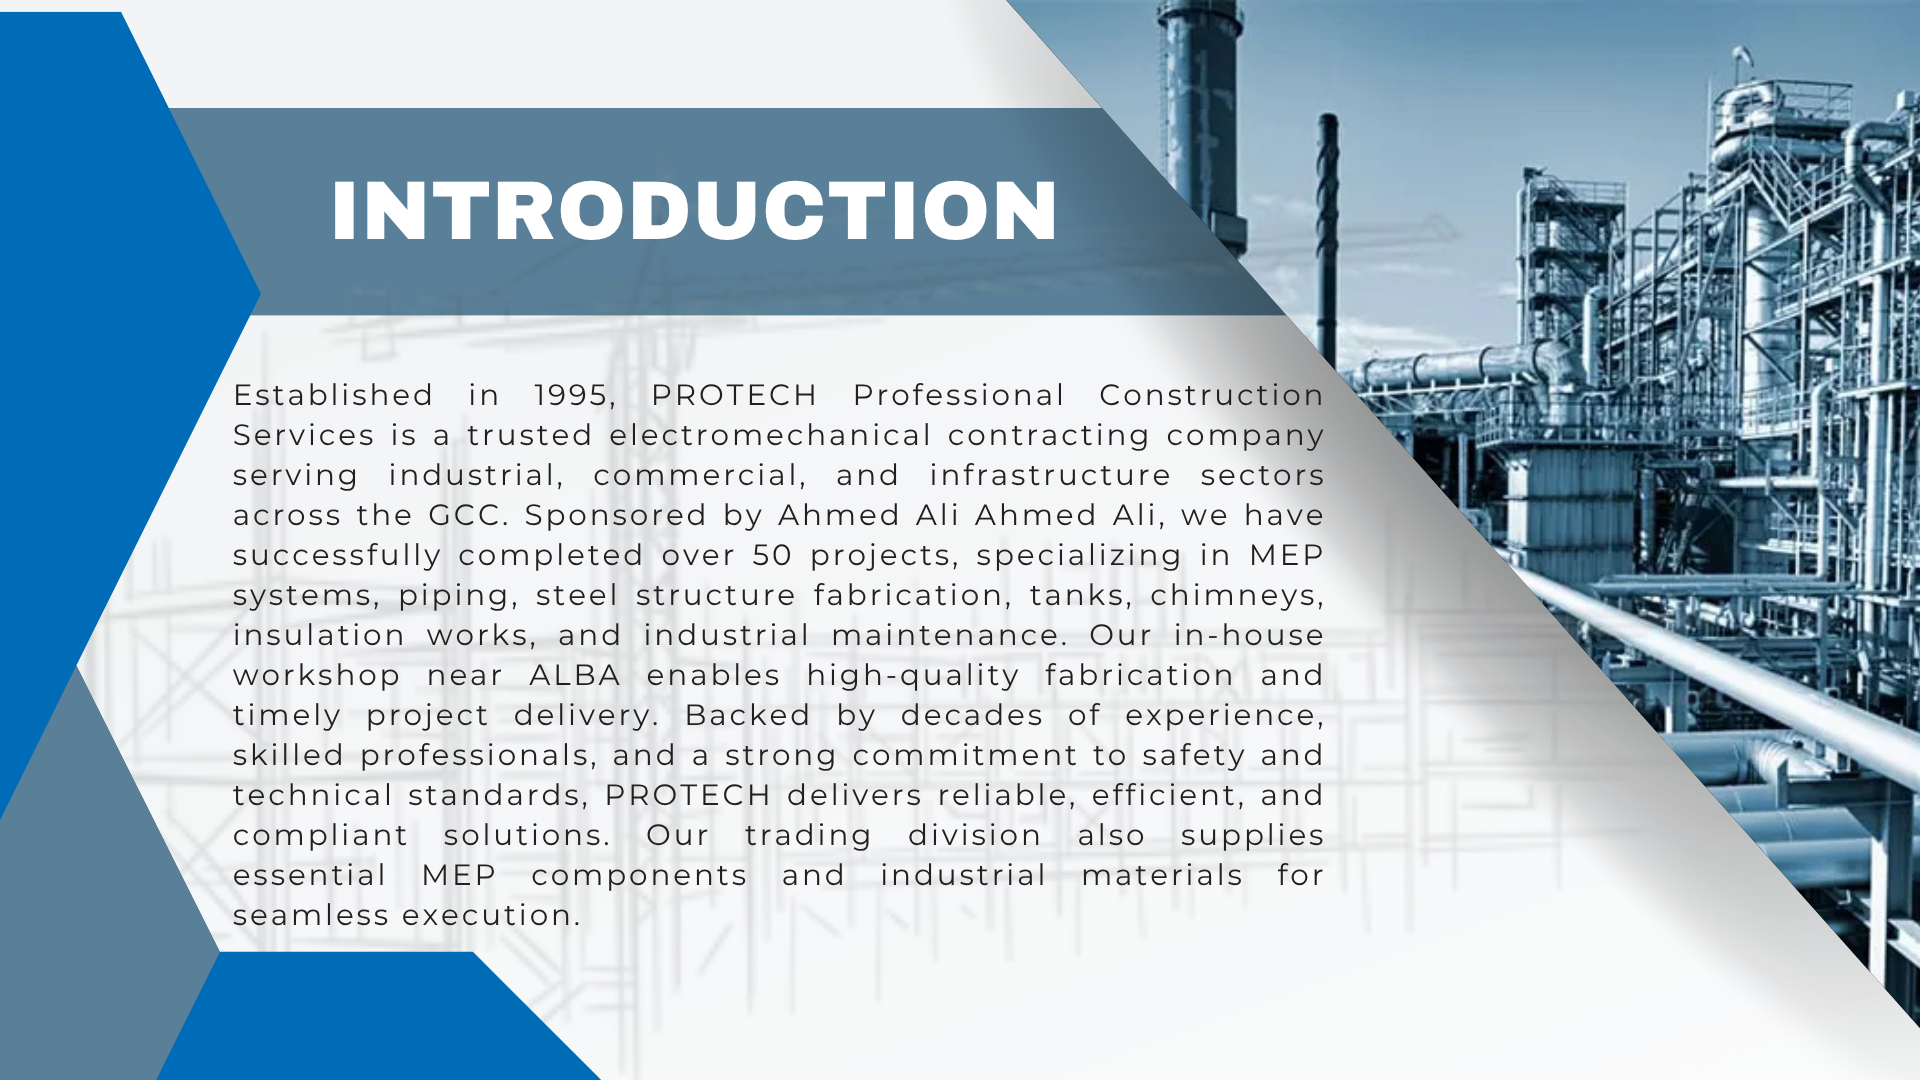 INTRODUCTION
Established in 1995, PROTECH Professional Construction
Services is a trusted electromechanical contracting company
serving industrial, commercial, and infrastructure sectors
across the GCC. Sponsored by Ahmed Ali Ahmed Ali, we have
successfully completed over 50 projects, specializing in MEP
systems, piping, steel structure fabrication, tanks, chimneys,
insulation works, and industrial maintenance. Our in-house
workshop near ALBA enables high-quality fabrication and
timely project delivery. Backed by decades of experience,
skilled professionals, and a strong commitment to safety and
technical standards, PROTECH delivers reliable, efficient, and
compliant solutions. Our trading division also supplies
essential MEP components and industrial materials for
seamless execution.